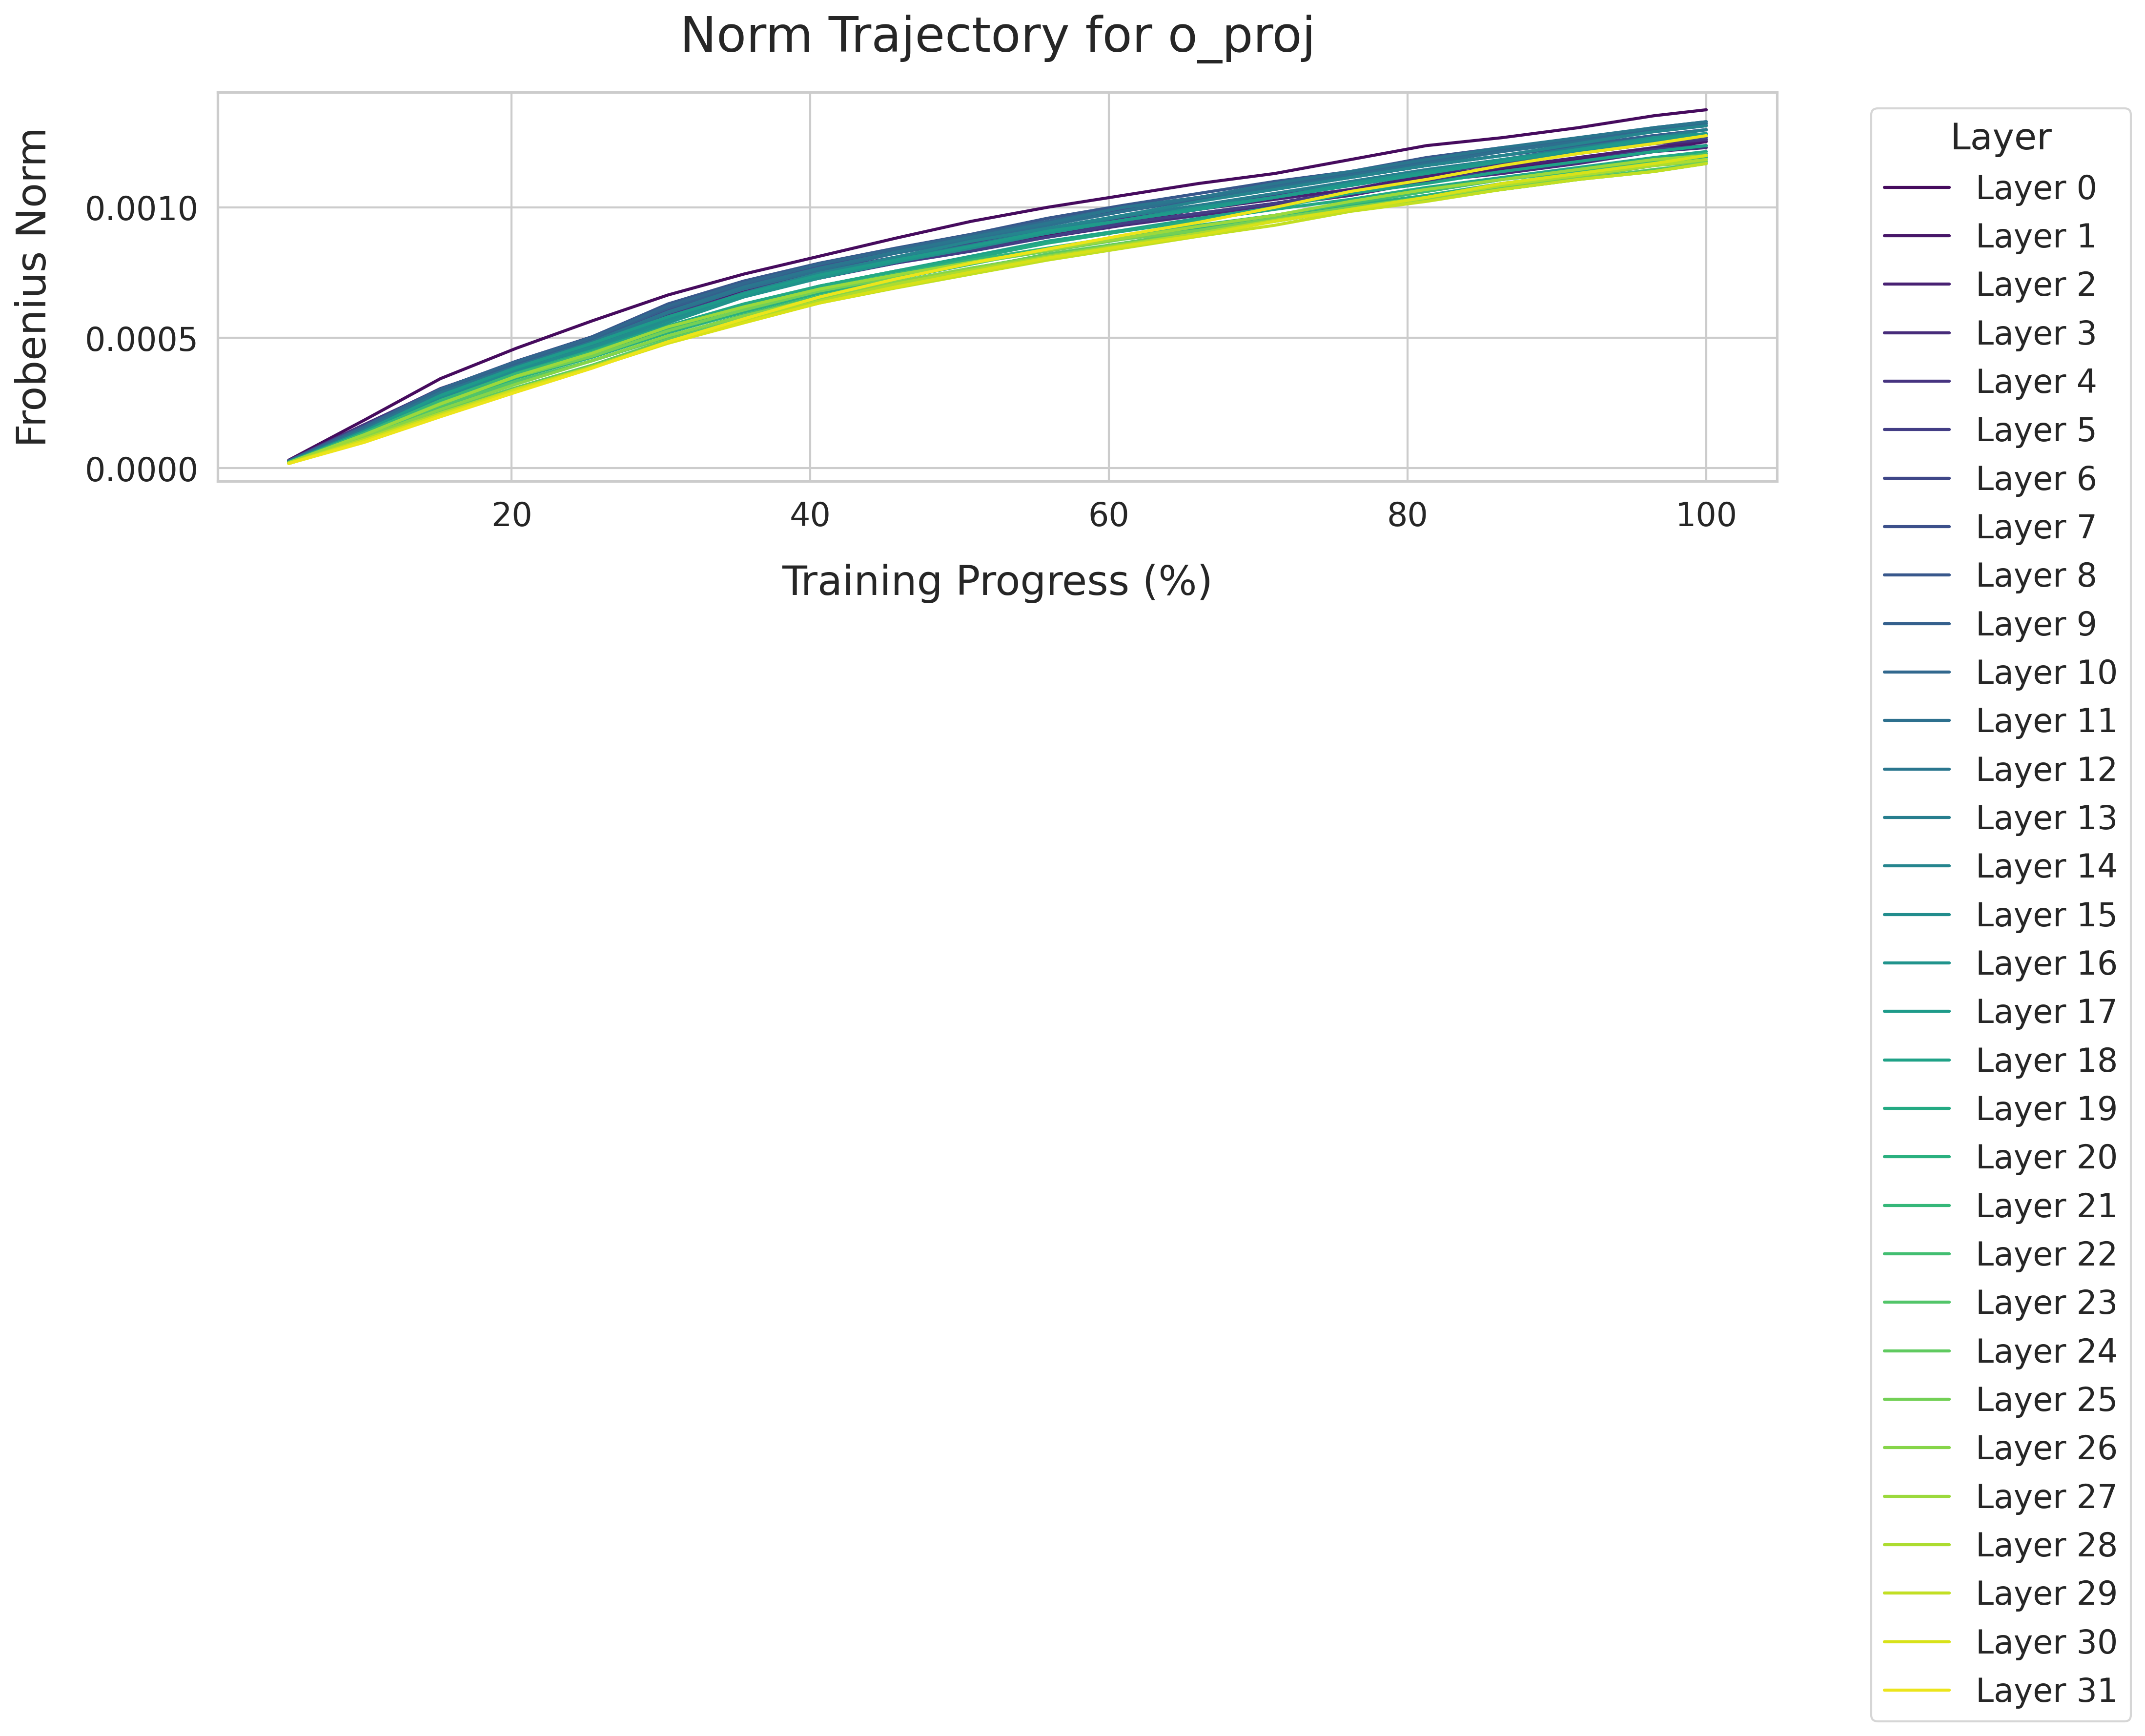 Norm Trajectory for o_proj
Frobenius Norm
0.0010
0.0005
0.0000
20
40
60
80
100
Training Progress (%)
Layer
Layer 0
Layer 1
Layer 2
Layer 3
Layer 4
Layer 5
Layer 6
Layer 7
Layer 8
Layer 9
Layer 10
Layer 11
Layer 12
Layer 13
Layer 14
Layer 15
Layer 16
Layer 17
Layer 18
Layer 19
Layer 20
Layer 21
Layer 22
Layer 23
Layer 24
Layer 25
Layer 26
Layer 27
Layer 28
Layer 29
Layer 30
Layer 31